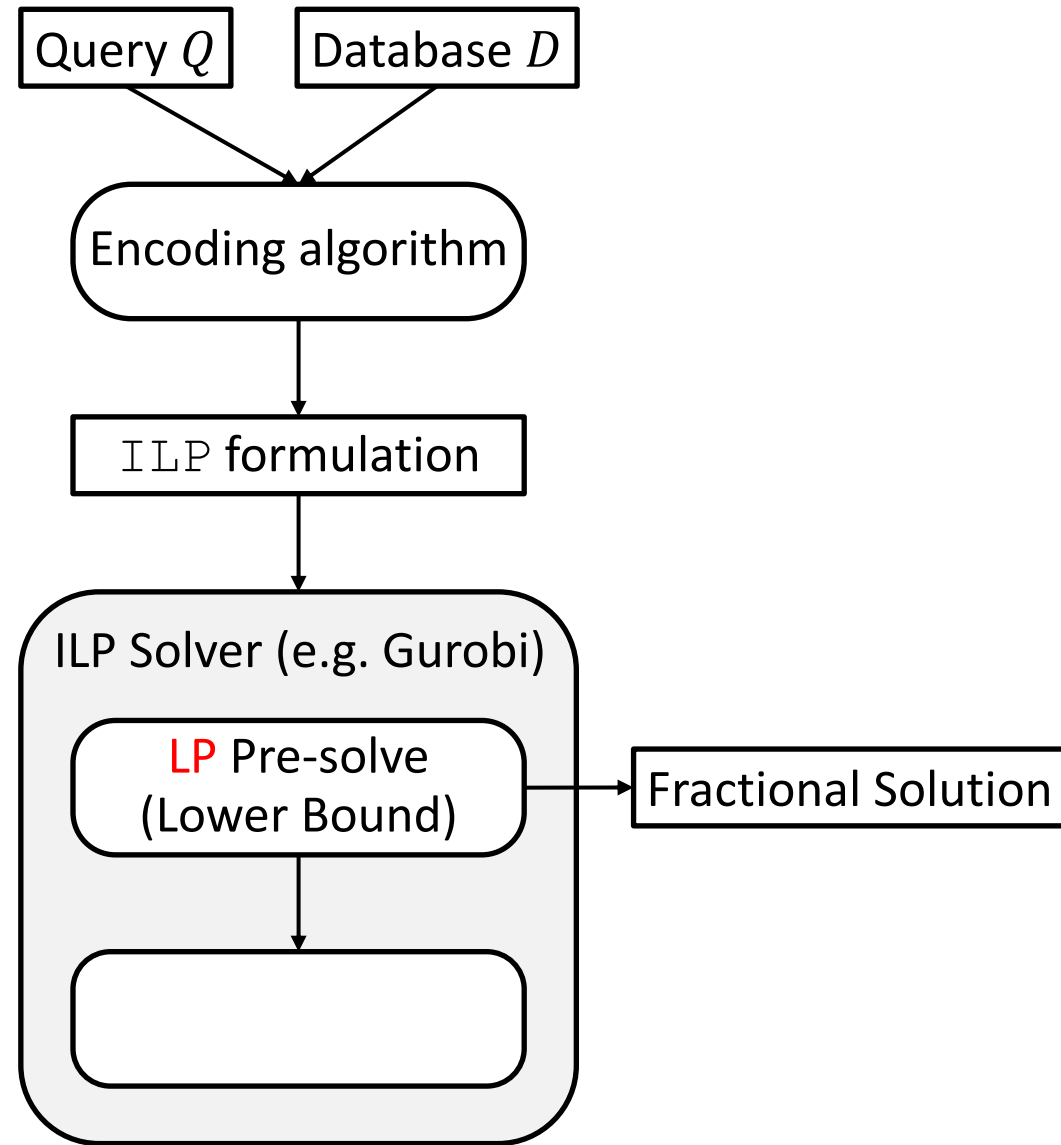 Query Q
Database D
Encoding algorithm
ILP formulation
ILP Solver (e.g. Gurobi)
LP Pre-solve
(Lower Bound)
Fractional Solution